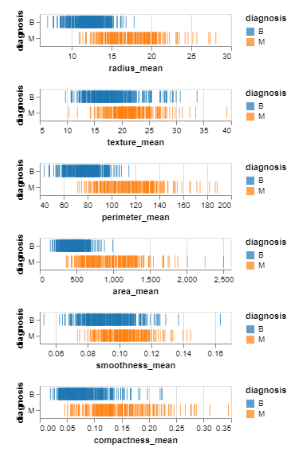 diagnosis
B
M
10 15 20 25 30
radius_mean
diagnosis
B
M
diagnosis
B
M
5 10 15 20 25 30 35 40
texture_mean
diagnosis
B
M
diagnosis
B
M
40 60 80 100 120 140 160 180 200
perimeter_mean
diagnosis
B
M
diagnosis
B
M
0 500 1,000 1,500 2,000 2,500
area_mean
diagnosis
B
M
diagnosis
B
M
0.06 0.08 0.10 0.12 0.14 0.16
smoothness_mean
diagnosis
B
M
diagnosis
B
M
0.00 0.05 0.10 0.15 0.20 0.25 0.30 0.35
compactness_mean
diagnosis
B
M